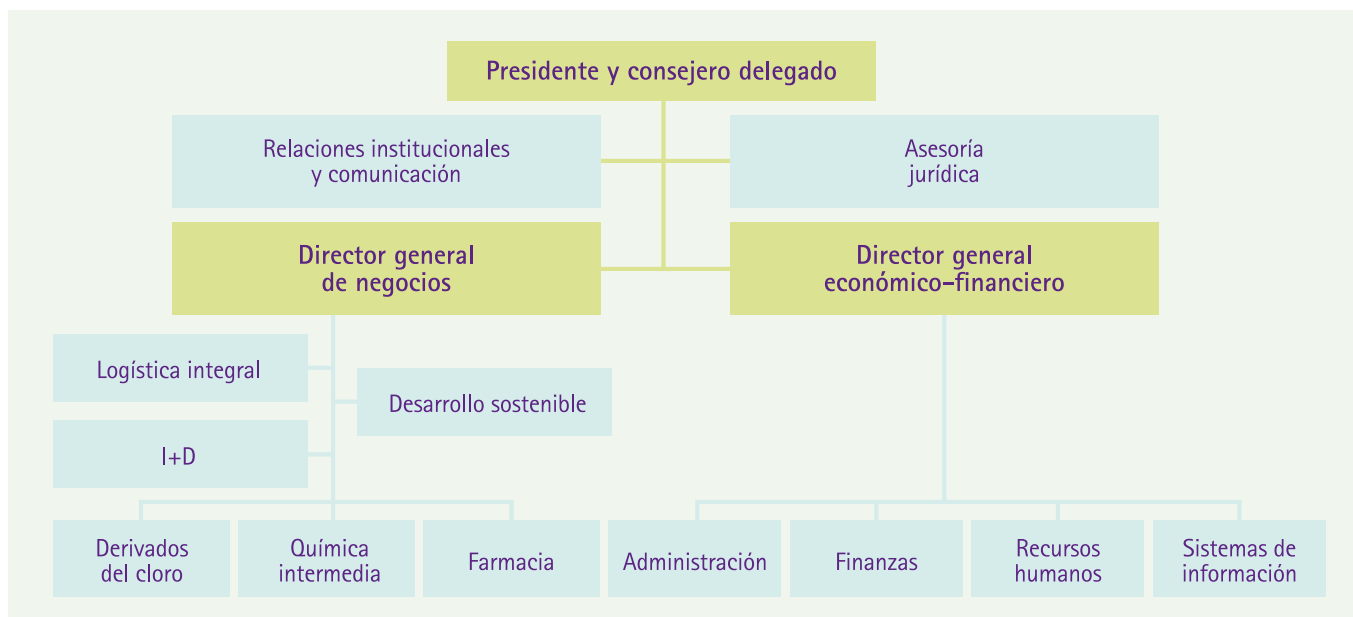 Presidente y consejero delegado
Relaciones institucionales
y comunicación
Asesoría
jurídica
Director general
de negocios
Director general
económico-financiero
Logística integral
Desarrollo sostenible
I+D
Derivados
del cloro
Química
intermedia
Farmacia
Administración
Finanzas
Recursos
humanos
Sistemas de
información